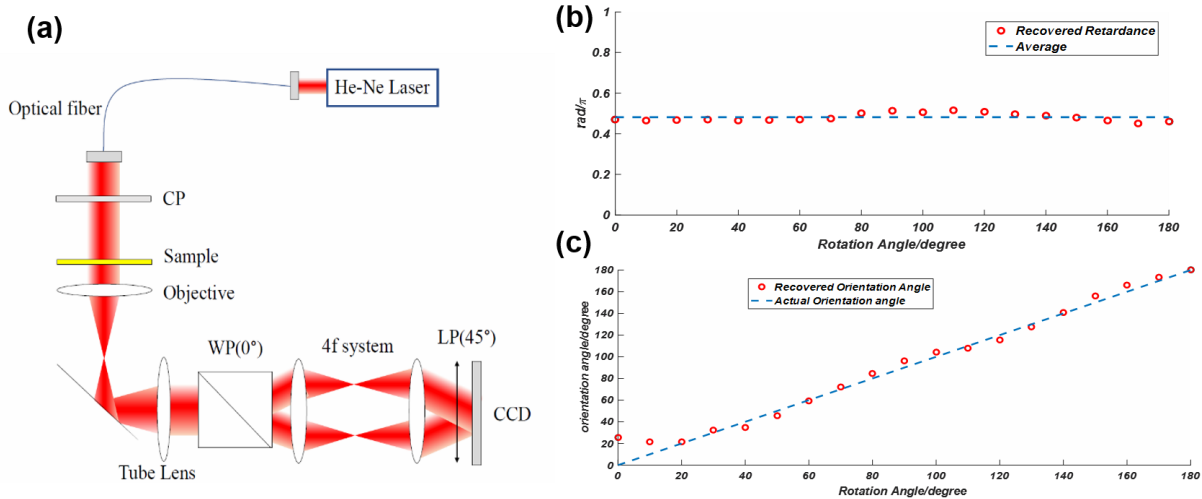 (a)
He-Ne Laser
Optical fiber
CP
Sample
Objective
WP(0°)
4f system
LP(45°)
CCD
Tube Lens
(b)
1
0.8
0.6
0.4
0.2
0
rad/π
Recovered Retardance
Average
0 20 40 60 80 100 120 140 160 180
Rotation Angle/degree
(c)
180
160
140
120
100
80
60
40
20
0
orientation angle/degree
Recovered Orientation Angle
Actual Orientation angle
0 20 40 60 80 100 120 140 160 180
Rotation Angle/degree